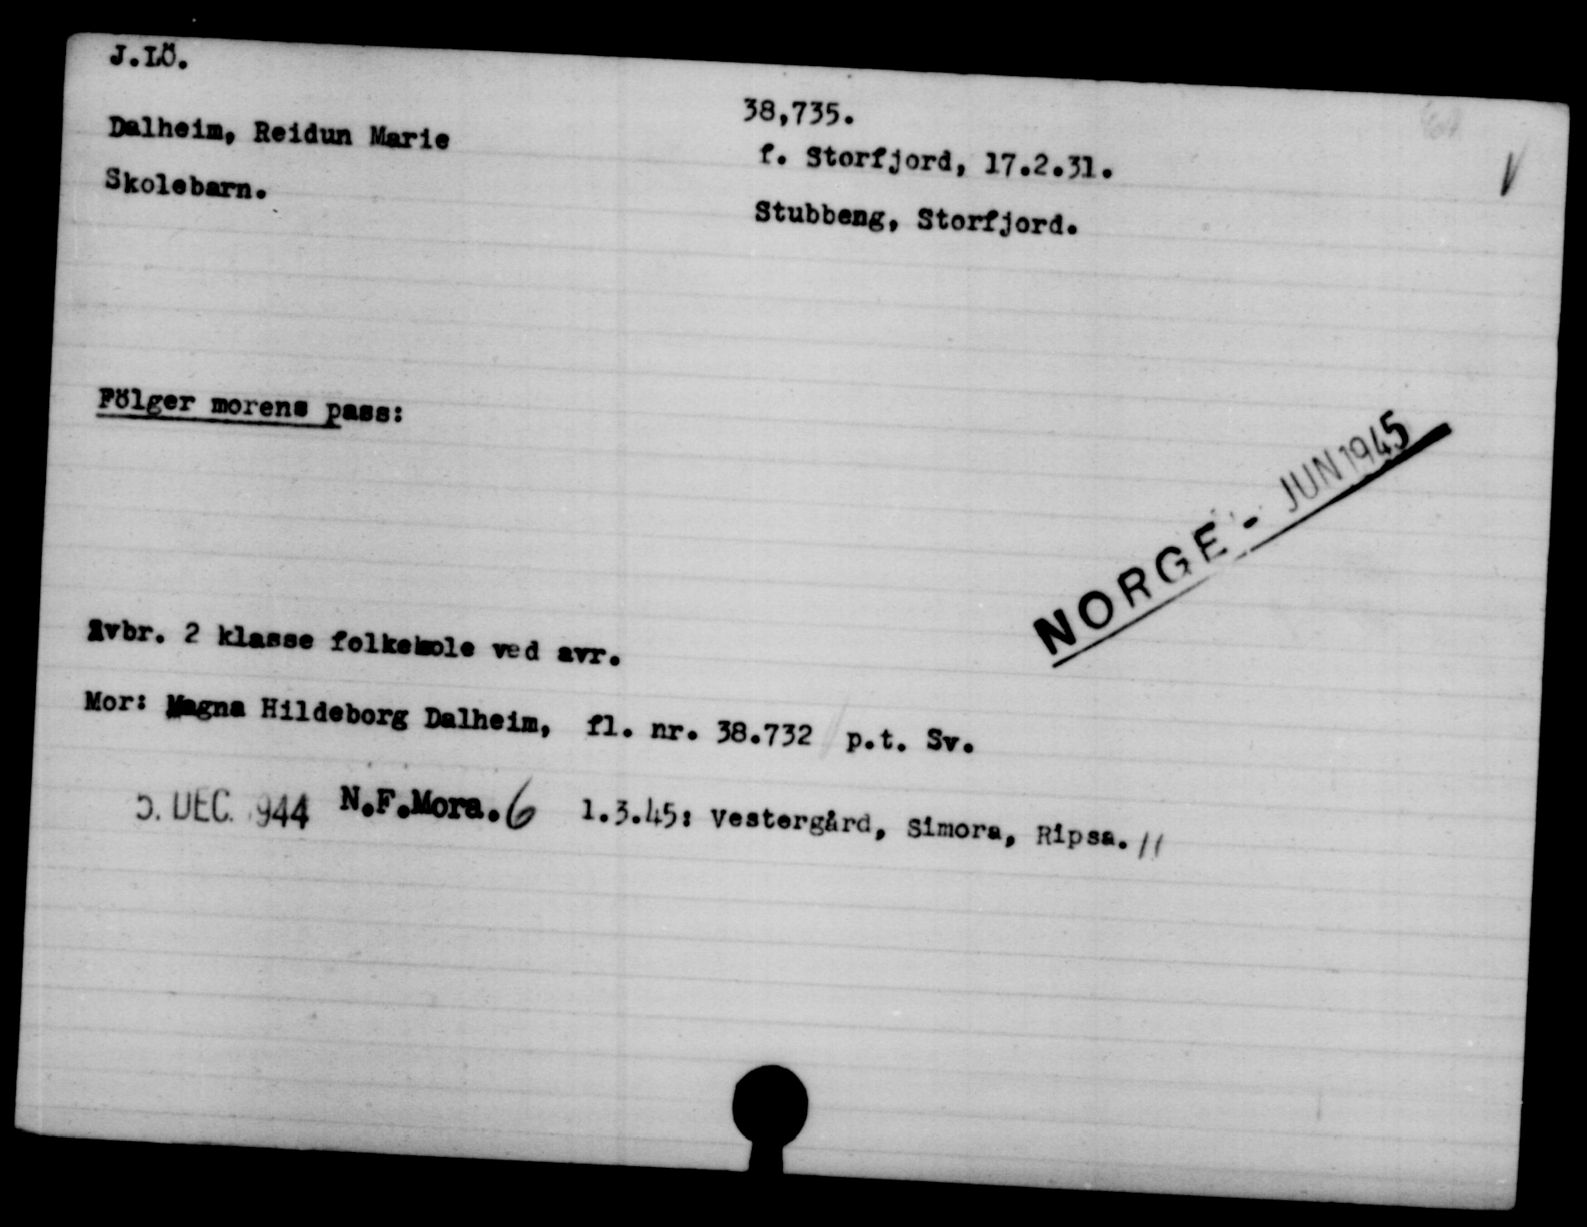 J.LÖ.
38,735.
Dalheim, Reidun Marie
f. Storfjord, 17.2.31.
Skolebarn.
Stubbeng, Storfjord.
Fölger morens pass:
NORGE - JUN 1945
Avbr. 2 klasse folkeskole ved avr.
Mor: Magna Hildeborg Dalheim, fl. nr. 38.732 p.t. Sv.
5. DEC. 1944 N.F.Mora. 6 1.3.45: Vestergård, Simora, Ripsa. 11